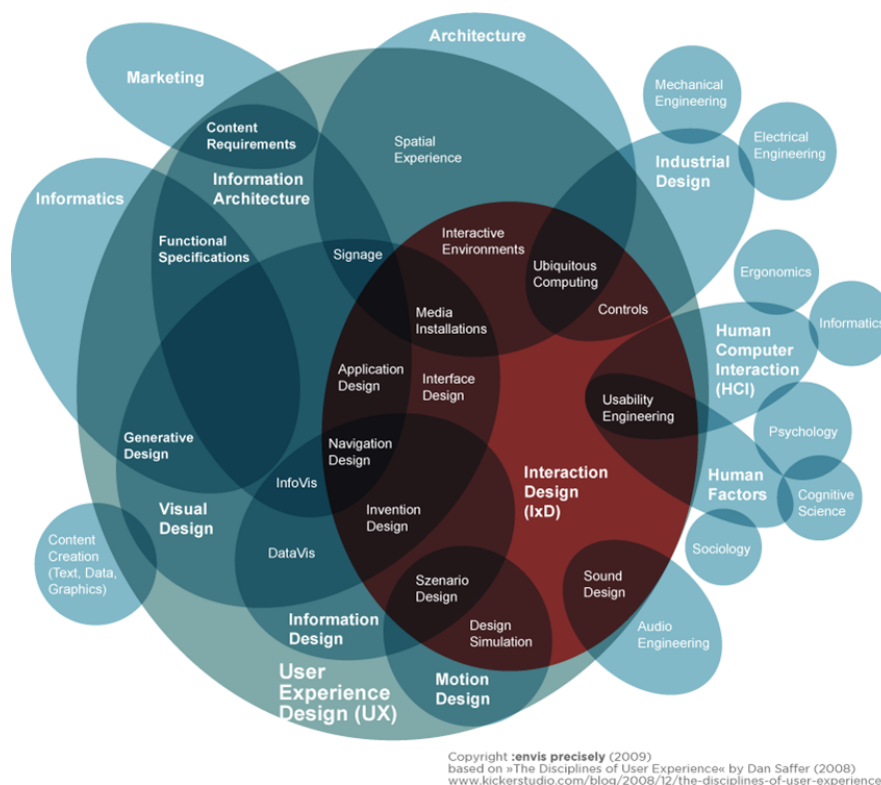 Architecture
Marketing
Mechanical
Engineering
Content
Requirements
Spatial
Experience
Electrical
Engineering
Industrial
Design
Information
Architecture
Informatics
Functional
Specifications
Signage
Interactive
Environments
Ubiquitous
Computing
Ergonomics
Controls
Media
Installations
Informatics
Human
Computer
Interaction
(HCI)
Application
Design
Interface
Design
Usability
Engineering
Psychology
Generative
Design
Navigation
Design
Interaction
Design
(IxD)
Human
Factors
InfoVis
Cognitive
Science
Visual
Design
Invention
Design
Content
Creation
(Text, Data,
Graphics)
DataVis
Sociology
Szenario
Design
Sound
Design
Information
Design
Design
Simulation
Audio
Engineering
User
Experience
Design (UX)
Motion
Design
Copyright :envis precisely (2009)
based on »The Disciplines of User Experience« by Dan Saffer (2008)
www.kickerstudio.com/blog/2008/12/the-disciplines-of-user-experience